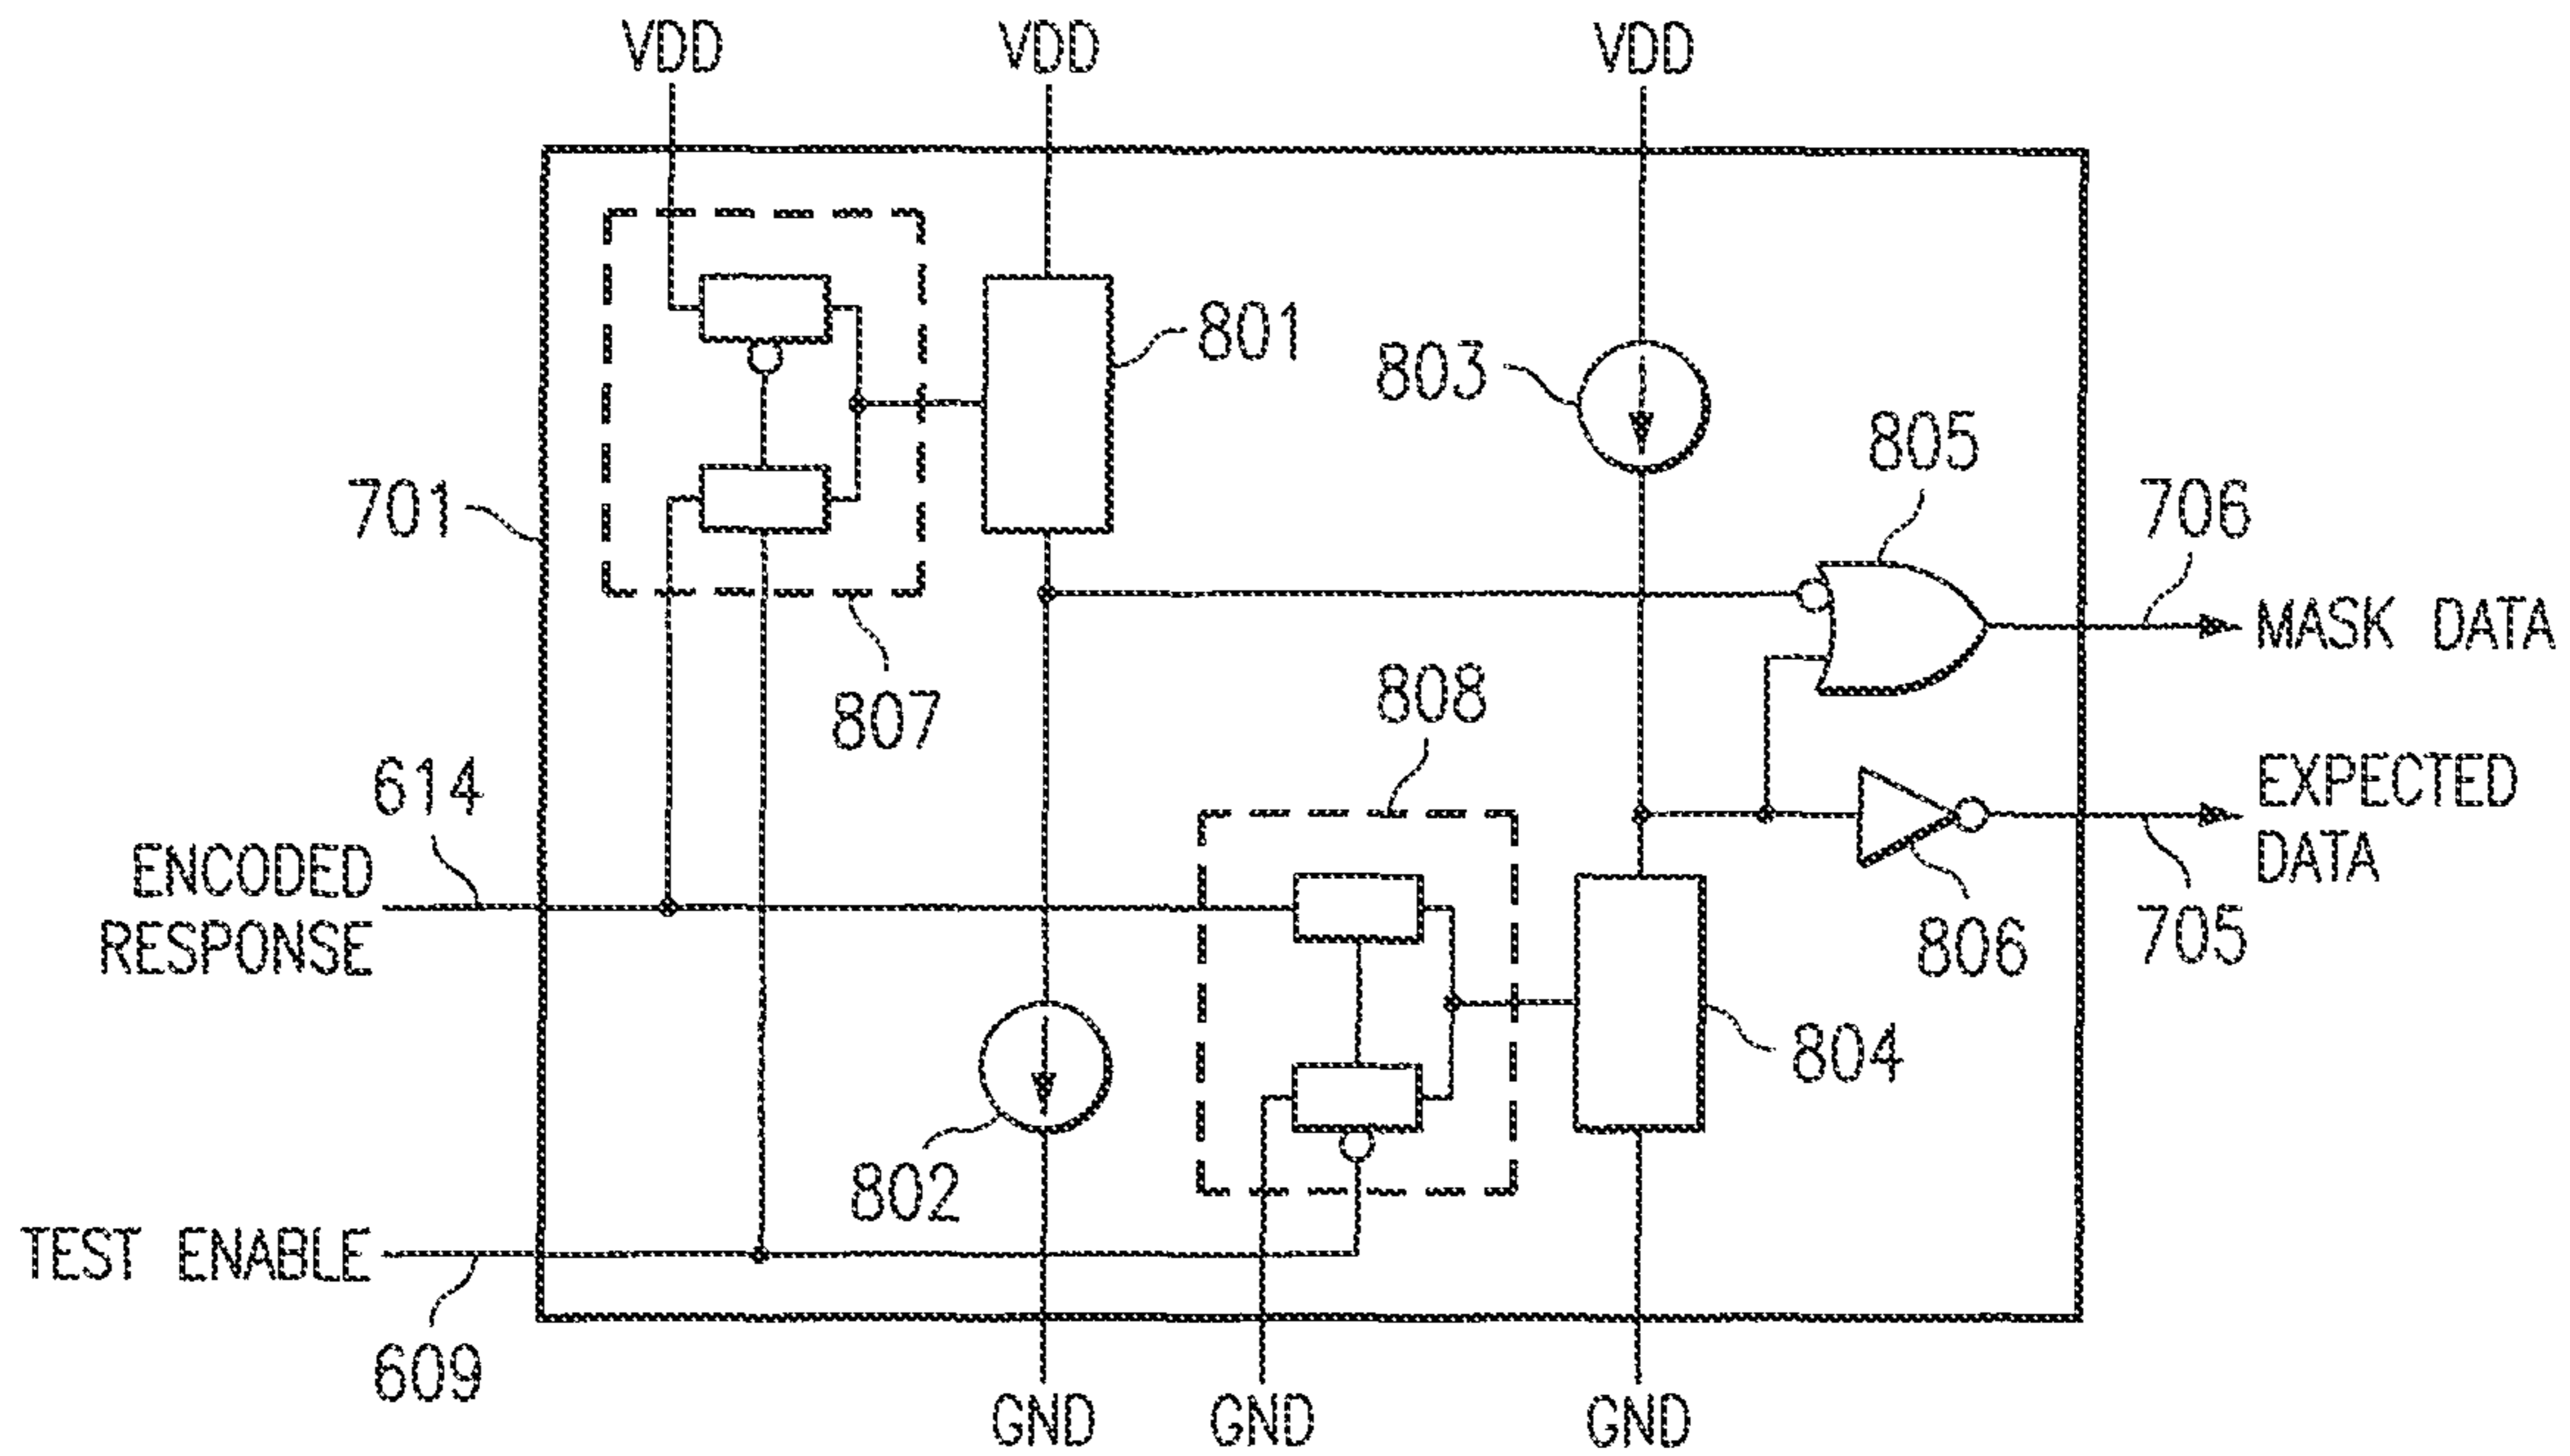 VDD
VDD
VDD
801
803
805
701
706
MASK DATA
807
808
614
EXPECTED
DATA
ENCODED
RESPONSE
705
806
804
802
TEST ENABLE
609
GND
GND
GND